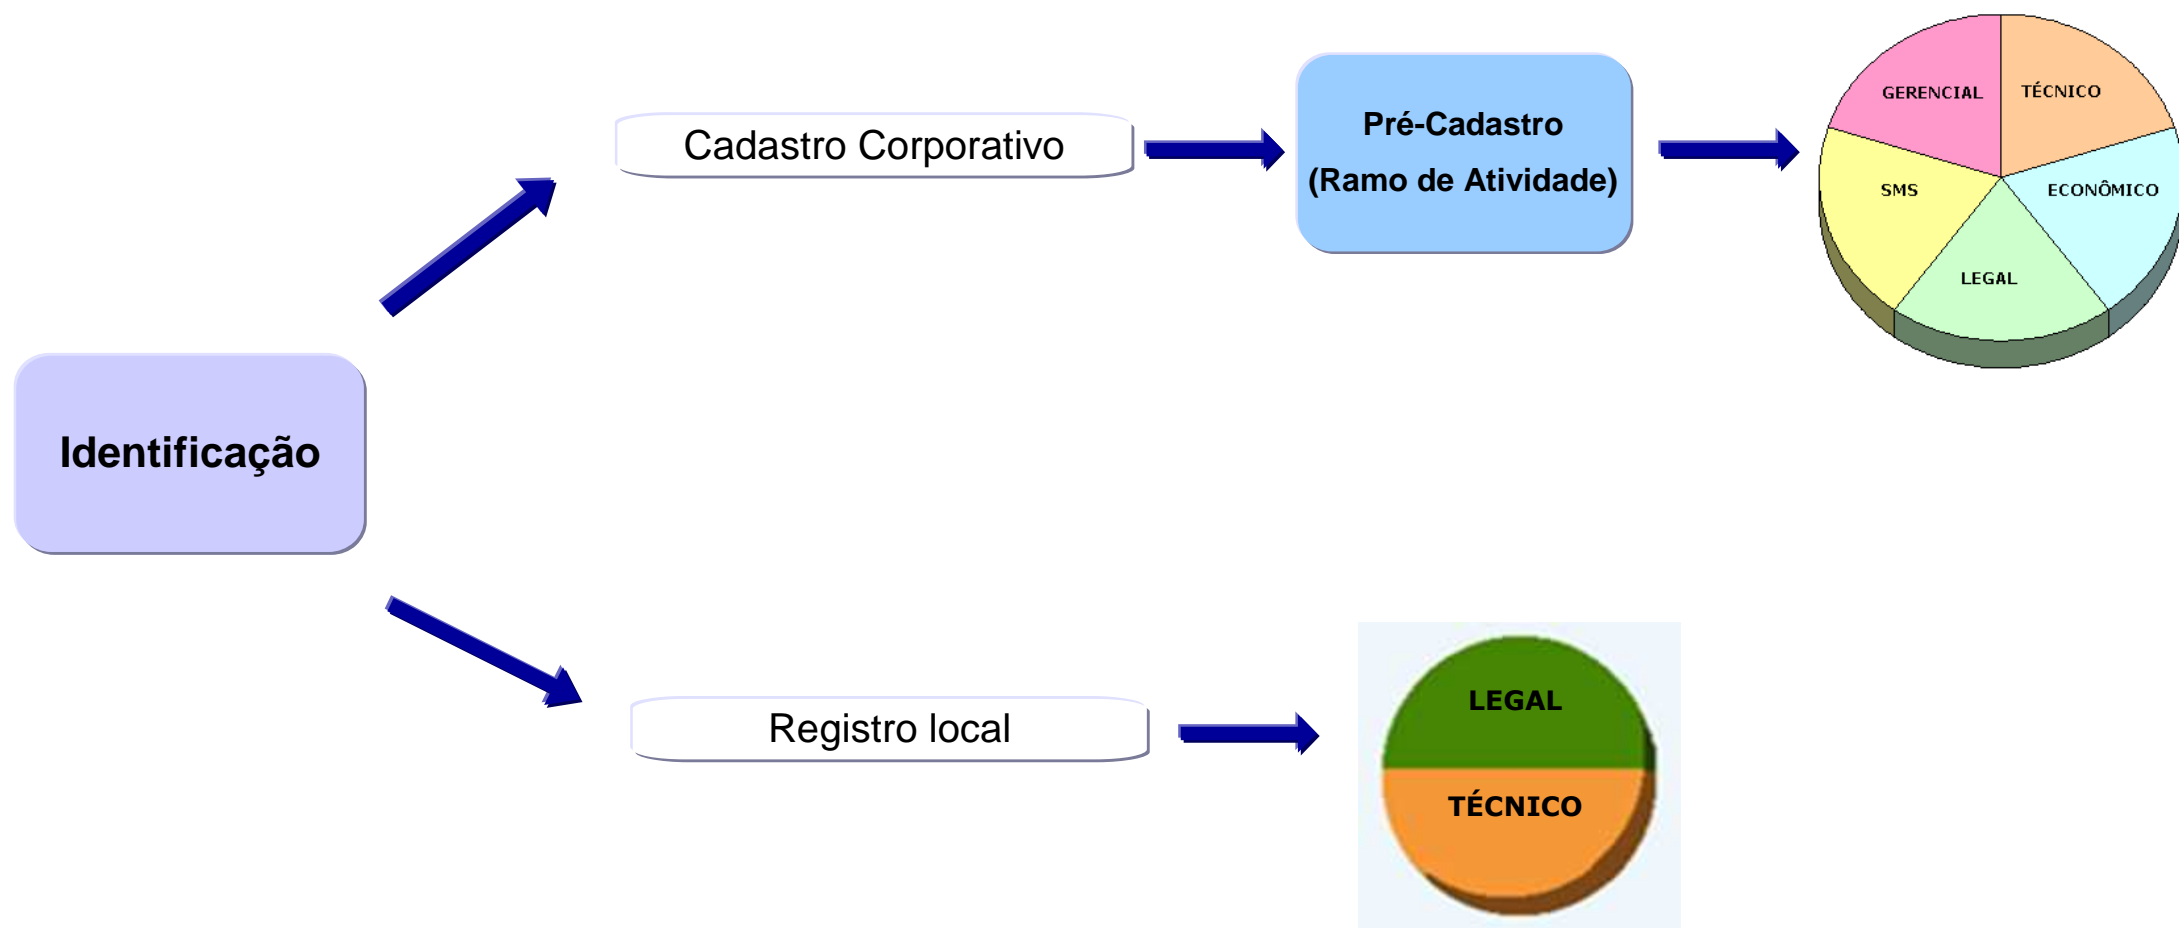 Identificação
Cadastro Corporativo
Pré-Cadastro
(Ramo de Atividade)
GERENCIAL
TÉCNICO
SMS
ECONÔMICO
LEGAL
Registro local
LEGAL
TÉCNICO